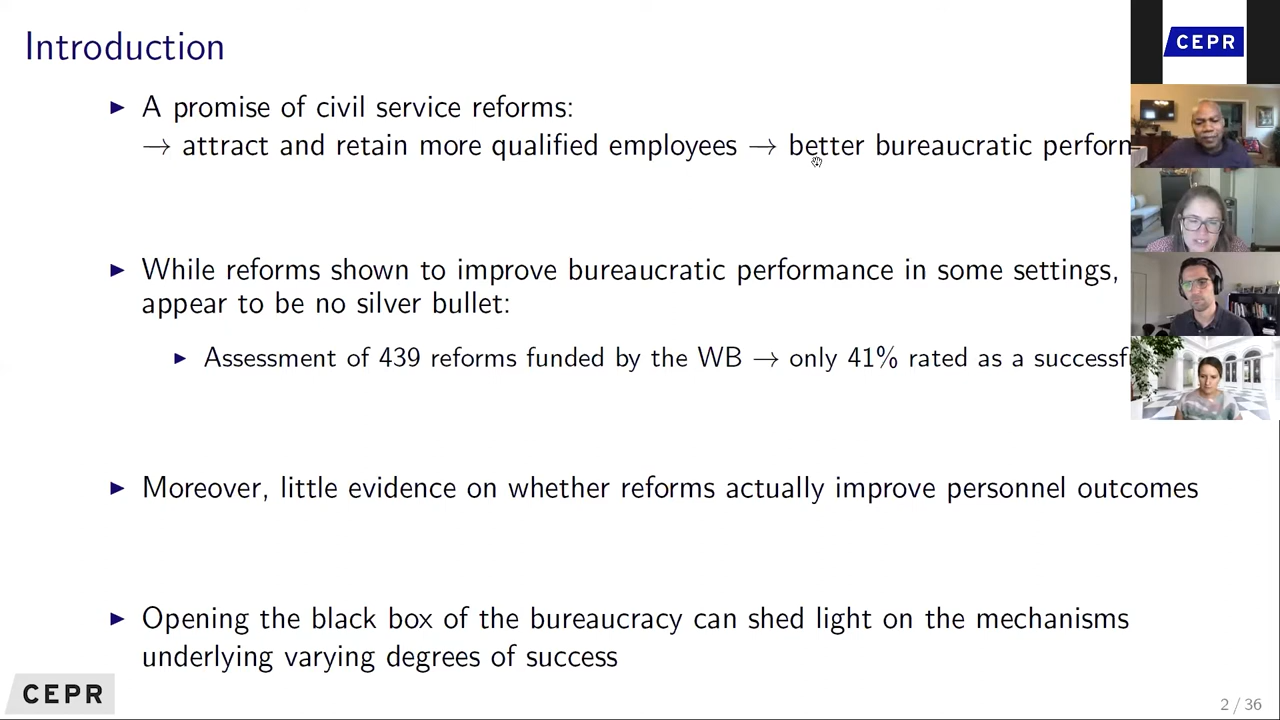 Introduction
CEPR
A promise of civil service reforms:
→ attract and retain more qualified employees → better bureaucratic perform
While reforms shown to improve bureaucratic performance in some settings,
appear to be no silver bullet:
Assessment of 439 reforms funded by the WB → only 41% rated as a successf
Moreover, little evidence on whether reforms actually improve personnel outcomes
Opening the black box of the bureaucracy can shed light on the mechanisms
underlying varying degrees of success
CEPR
2 / 36